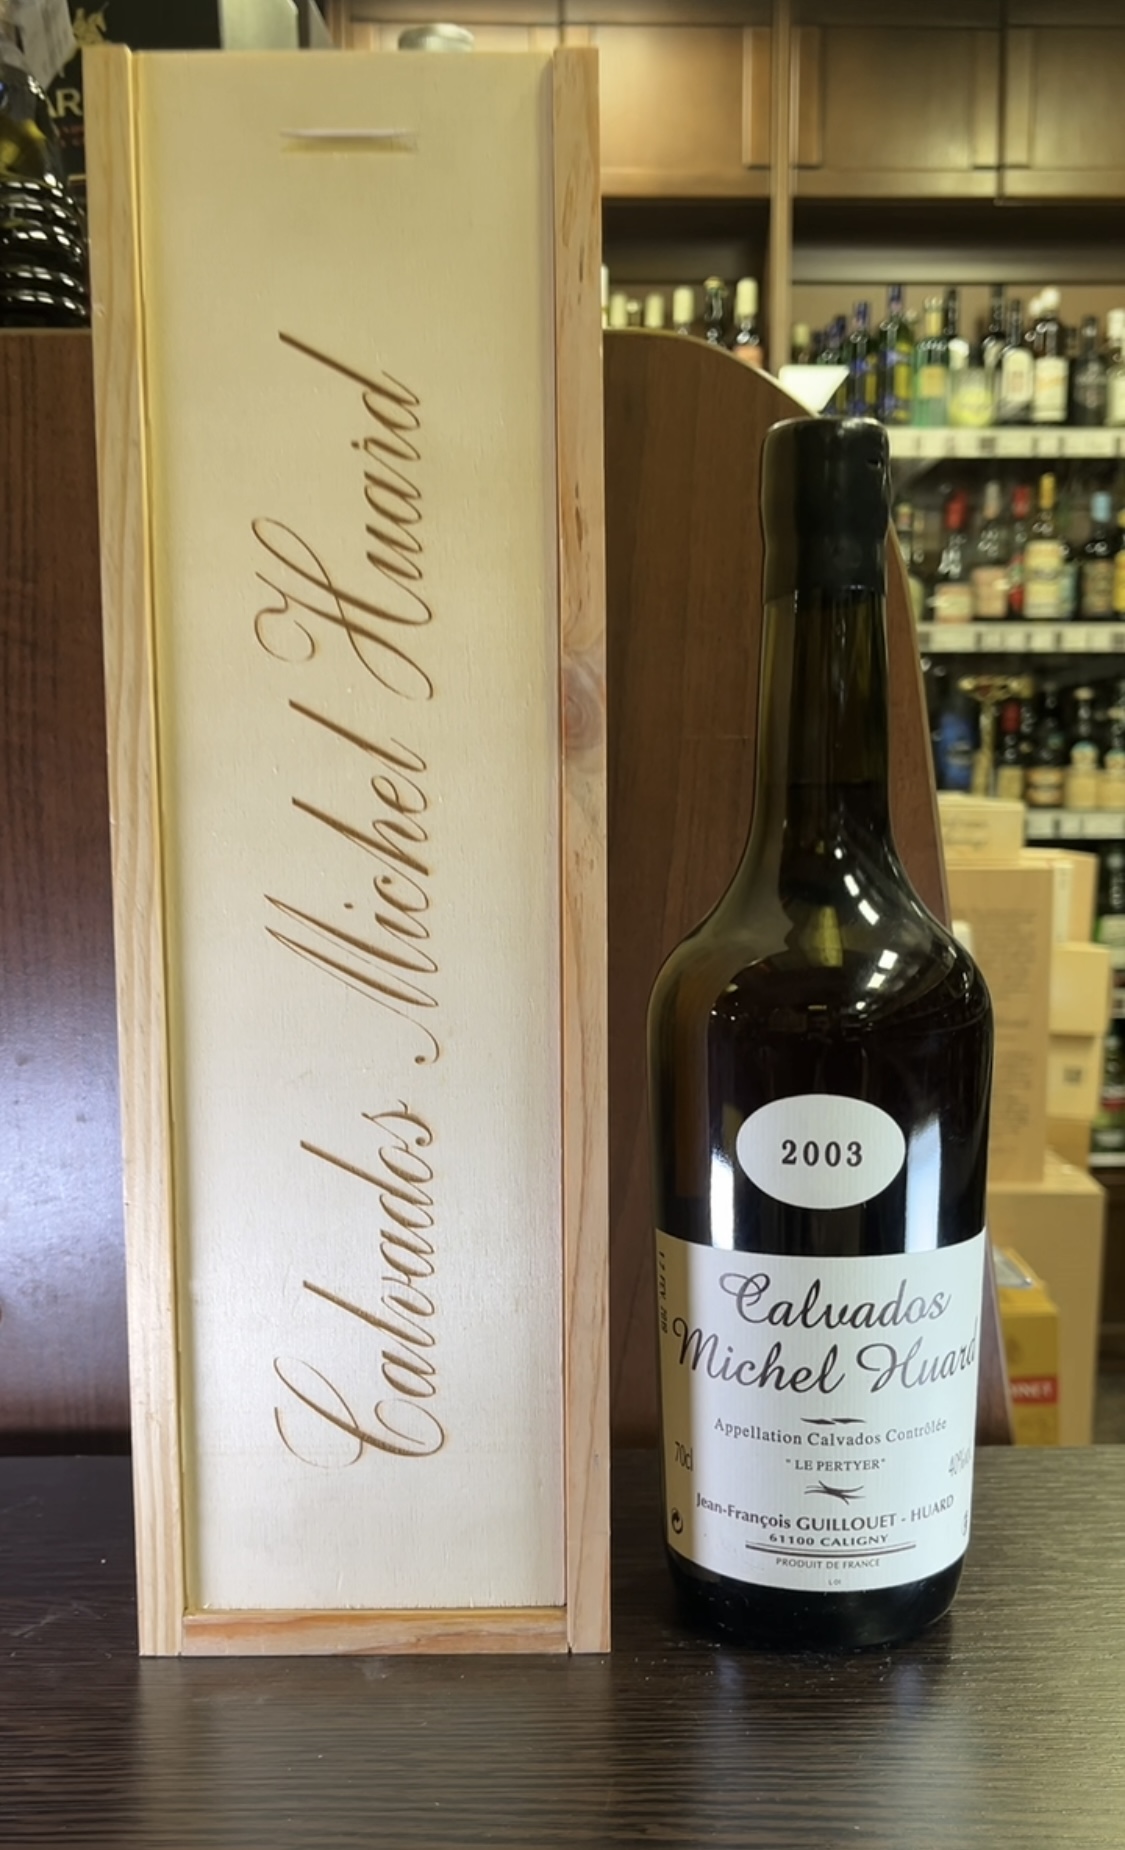 Calvados Michel Huard
2003
Calvados
Michel Huard
Appellation Calvados Contrôlée
"LE PERTYER"
70cl
40%
Jean-François GUILLOUET - HUARD
61100 CALIGNY
PRODUIT DE FRANCE